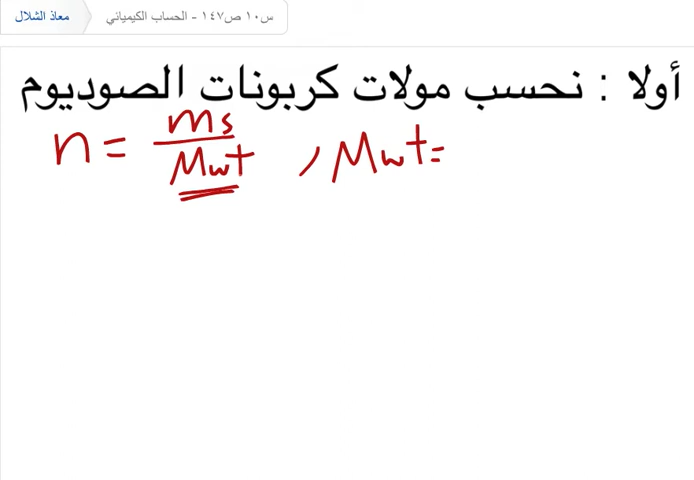 معاذ الشلال
س١٠ ص١٤٧ - الحساب الكيميائي
أولا : نحسب مولات كربونات الصوديوم
n = ms / Mwt , Mwt =